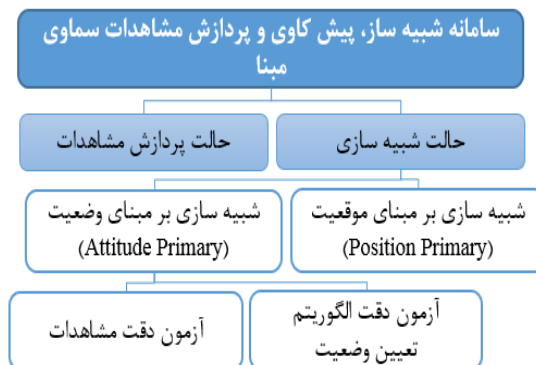 سامانه شبیه ساز، پیش کاوی و پردازش مشاهدات سماوی
مبنا
حالت شبیه سازی
حالت پردازش مشاهدات
شبیه سازی بر مبنای موقعیت
(Position Primary)
شبیه سازی بر مبنای وضعیت
(Attitude Primary)
آزمون دقت الگوریتم
تعیین وضعیت
آزمون دقت مشاهدات